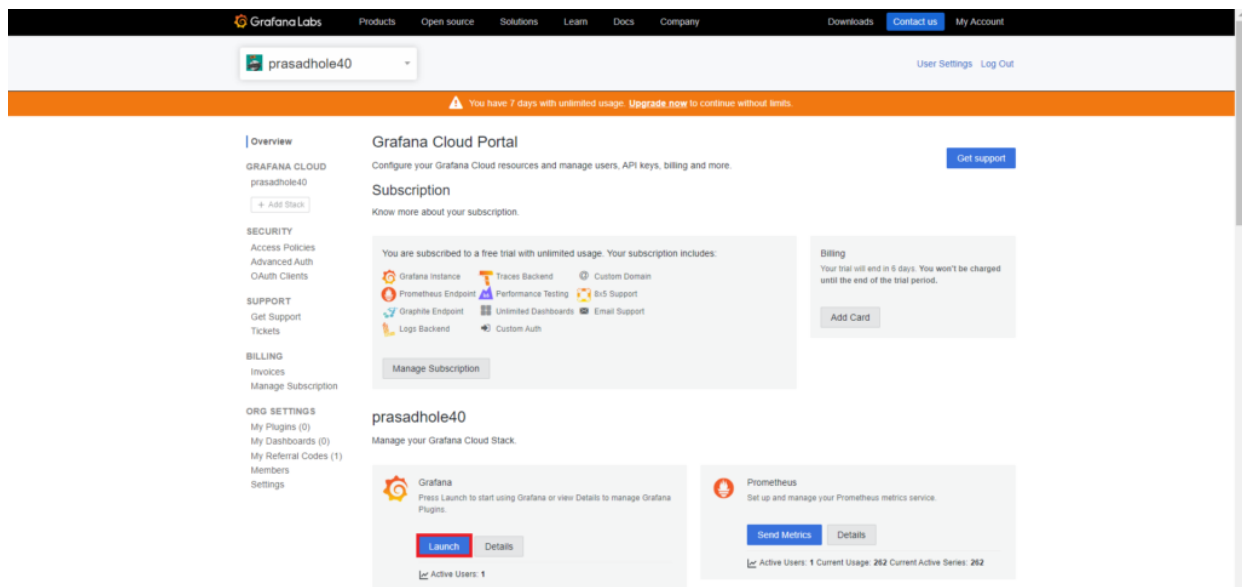 Grafana Labs Products Open source Solutions Learn Docs Company Downloads Contact us My Account
prasadhole40 User Settings Log Out
You have 7 days with unlimited usage. Upgrade now to continue without limits.
Overview
GRAFANA CLOUD
prasadhole40
+ Add Stack
SECURITY
Access Policies
Advanced Auth
OAuth Clients
SUPPORT
Get Support
Tickets
BILLING
Invoices
Manage Subscription
ORG SETTINGS
My Plugins (0)
My Dashboards (0)
My Referral Codes (1)
Members
Settings
Grafana Cloud Portal
Configure your Grafana Cloud resources and manage users, API keys, billing and more.
Get support
Subscription
Know more about your subscription.
You are subscribed to a free trial with unlimited usage. Your subscription includes:
Grafana Instance Traces Backend Custom Domain
Prometheus Endpoint Performance Testing 8x5 Support
Graphite Endpoint Unlimited Dashboards Email Support
Logs Backend Custom Auth
Manage Subscription
Billing
Your trial will end in 6 days. You won't be charged
until the end of the trial period.
Add Card
prasadhole40
Manage your Grafana Cloud Stack.
Grafana
Press Launch to start using Grafana or view Details to manage Grafana
Plugins.
Launch Details
Active Users: 1
Prometheus
Set up and manage your Prometheus metrics service.
Send Metrics Details
Active Users: 1 Current Usage: 262 Current Active Series: 262